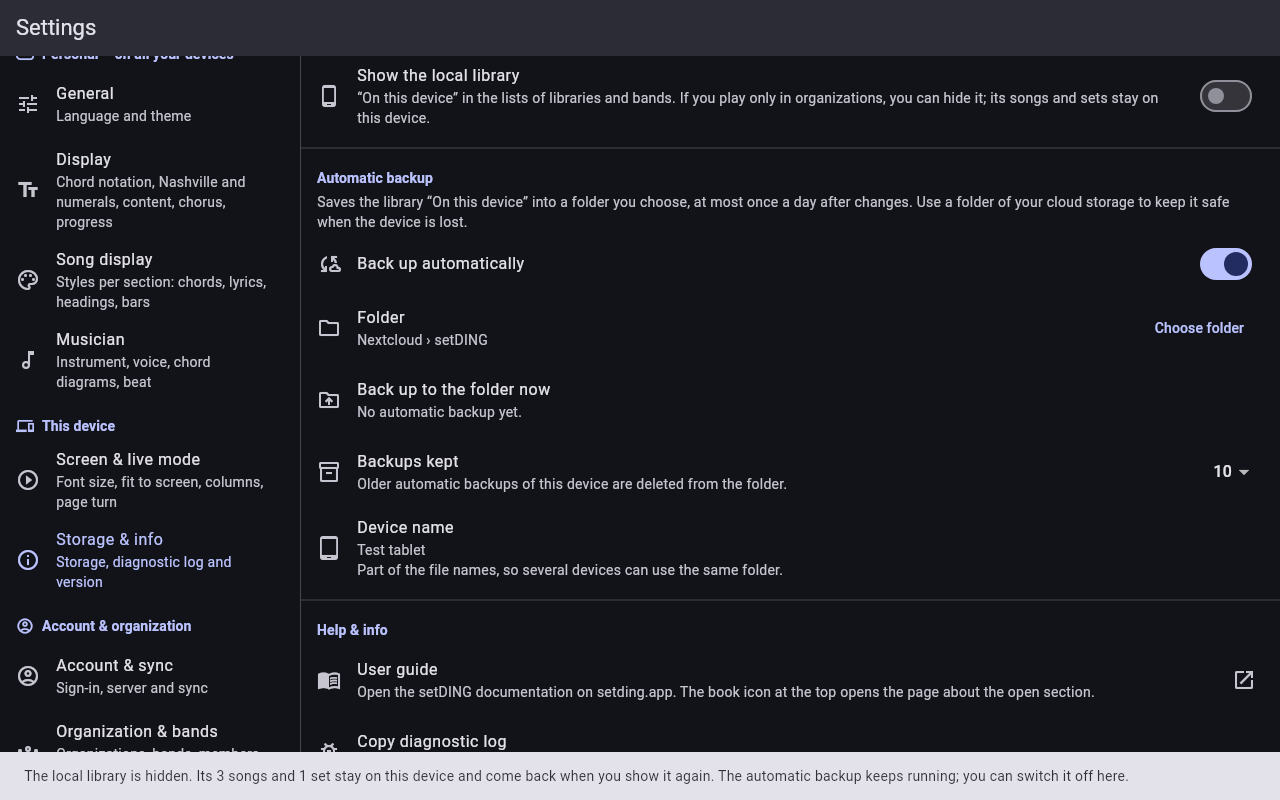 Settings
Personal – on all your devices
General
Language and theme
Display
Chord notation, Nashville and
numerals, content, chorus,
progress
Song display
Styles per section: chords, lyrics,
headings, bars
Musician
Instrument, voice, chord
diagrams, beat
This device
Screen & live mode
Font size, fit to screen, columns,
page turn
Storage & info
Storage, diagnostic log and
version
Account & organization
Account & sync
Sign-in, server and sync
Organization & bands
Organizations, bands, members
Show the local library
“On this device” in the lists of libraries and bands. If you play only in organizations, you can hide it; its songs and sets stay on
this device.
Automatic backup
Saves the library “On this device” into a folder you choose, at most once a day after changes. Use a folder of your cloud storage to keep it safe
when the device is lost.
Back up automatically
Folder
Nextcloud › setDING
Choose folder
Back up to the folder now
No automatic backup yet.
Backups kept
Older automatic backups of this device are deleted from the folder.
10
Device name
Test tablet
Part of the file names, so several devices can use the same folder.
Help & info
User guide
Open the setDING documentation on setding.app. The book icon at the top opens the page about the open section.
Copy diagnostic log
The local library is hidden. Its 3 songs and 1 set stay on this device and come back when you show it again. The automatic backup keeps running; you can switch it off here.